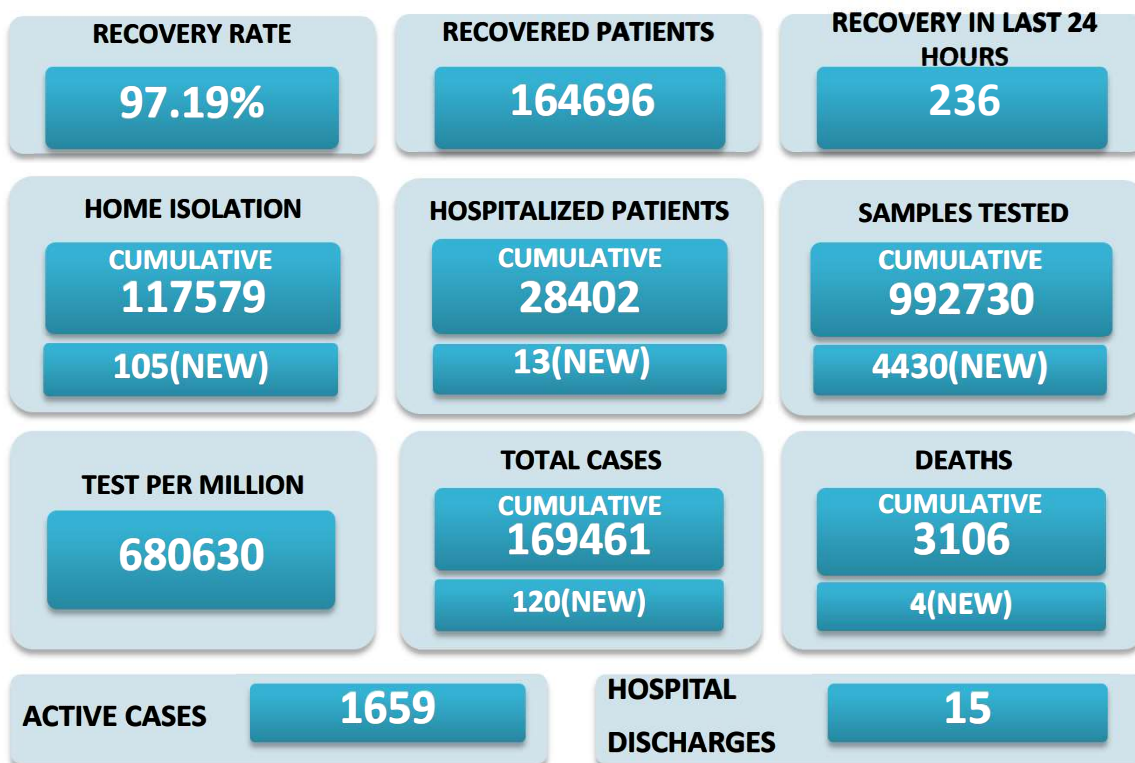 RECOVERY RATE
97.19%
RECOVERED PATIENTS
164696
RECOVERY IN LAST 24
HOURS
236
HOME ISOLATION
CUMULATIVE
117579
105(NEW)
HOSPITALIZED PATIENTS
CUMULATIVE
28402
13(NEW)
SAMPLES TESTED
CUMULATIVE
992730
4430(NEW)
TEST PER MILLION
680630
TOTAL CASES
CUMULATIVE
169461
120(NEW)
DEATHS
CUMULATIVE
3106
4(NEW)
ACTIVE CASES
1659
HOSPITAL
DISCHARGES
15